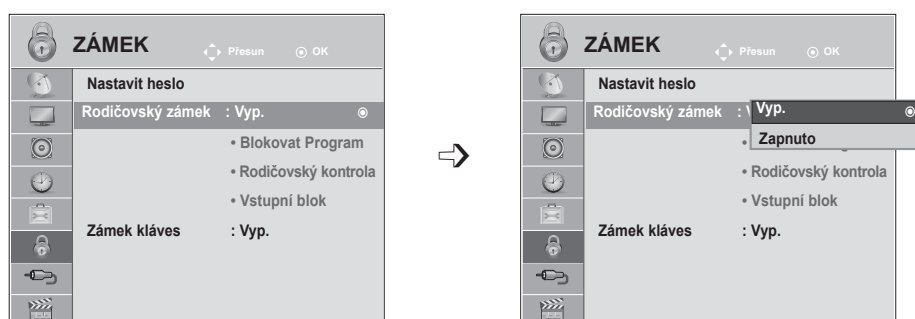 ZÁMEK
Přesun OK
Nastavit heslo
Rodičovský zámek : Vyp.
• Blokovat Program
• Rodičovský kontrola
• Vstupní blok
Zámek kláves : Vyp.
ZÁMEK
Přesun OK
Nastavit heslo
Rodičovský zámek :
Vyp.
Zapnuto
• Rodičovský kontrola
• Vstupní blok
Zámek kláves : Vyp.